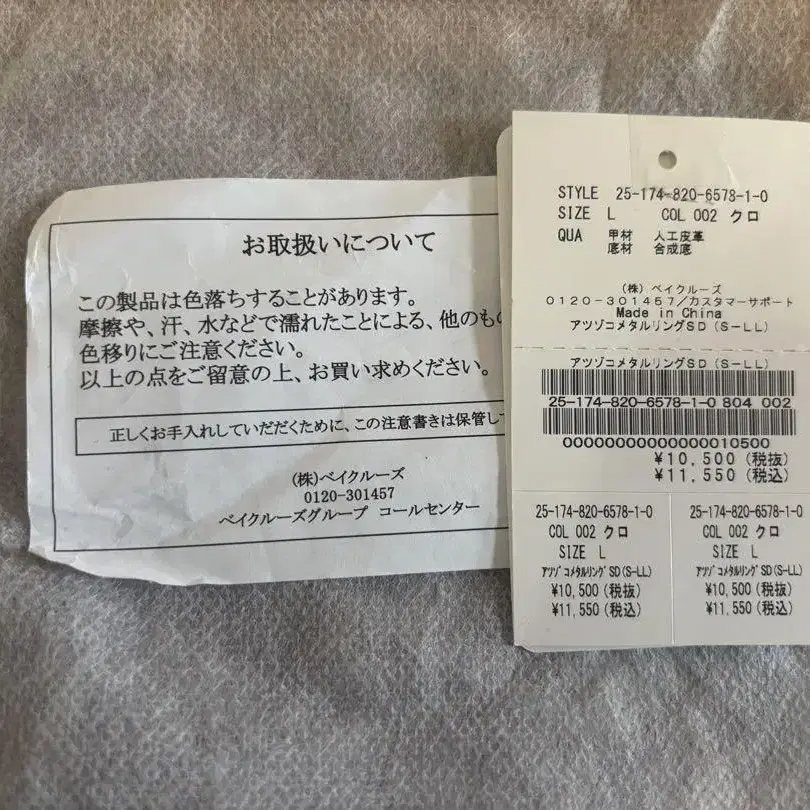 お取扱いについて
この製品は色落ちすることがあります。
摩擦や、汗、水などで濡れたことによる、他のもの
色移りにご注意ください。
以上の点をご留意の上、お買い求めください。
正しくお手入れしていただくために、この注意書きは保管し
(株)ベイクルーズ
0120-301457
ベイクルーズグループ コールセンター
STYLE 25-174-820-6578-1-0
SIZE L COL 002 クロ
QUA 甲材 人工皮革
底材 合成底
(株) ベイクルーズ
0120-301457/カスタマーサポート
Made in China
アツゾコメタルリングSD (S-LL)
アツゾコメタルリングSD (S-LL)
25-174-820-6578-1-0 804 002
00000000000000010500
¥10,500 (税抜)
¥11,550 (税込)
25-174-820-6578-1-0
COL 002 クロ
SIZE L
アツゾコメタルリングSD(S-LL)
¥10,500 (税抜)
¥11,550 (税込)
25-174-820-6578-1-0
COL 002 クロ
SIZE L
アツゾコメタルリングSD(S-LL)
¥10,500 (税抜)
¥11,550 (税込)